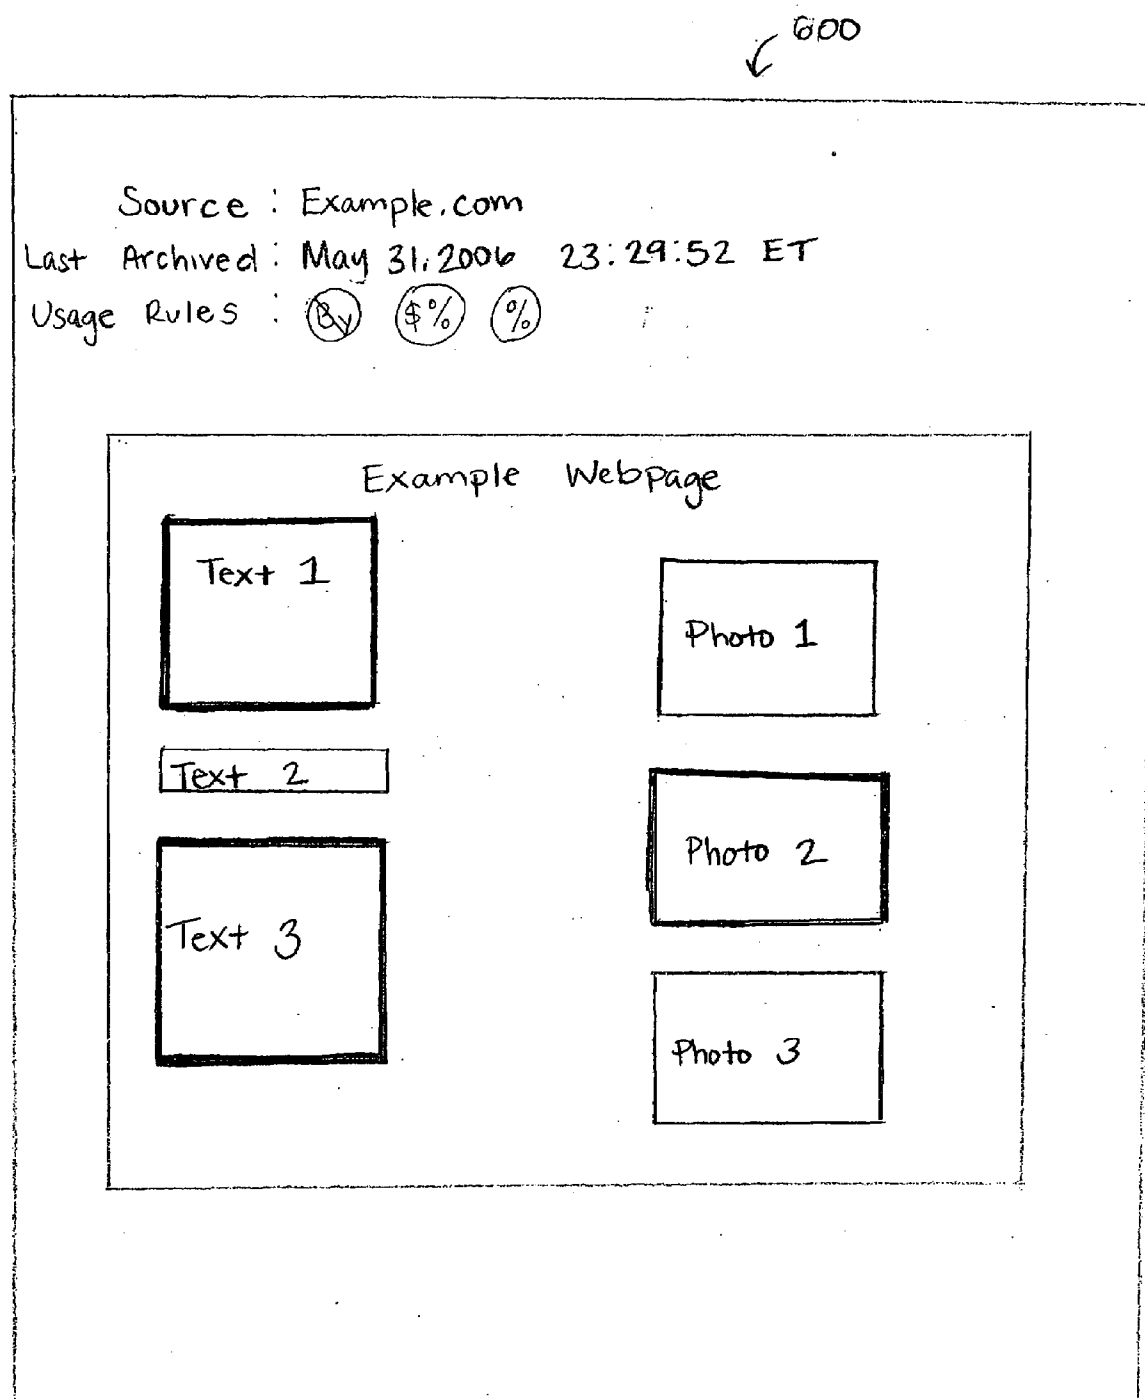 600
Source : Example.com
Last Archived : May 31, 2006 23:29:52 ET
Usage Rules : By $% %
Example Webpage
Text 1
Photo 1
Text 2
Photo 2
Text 3
Photo 3